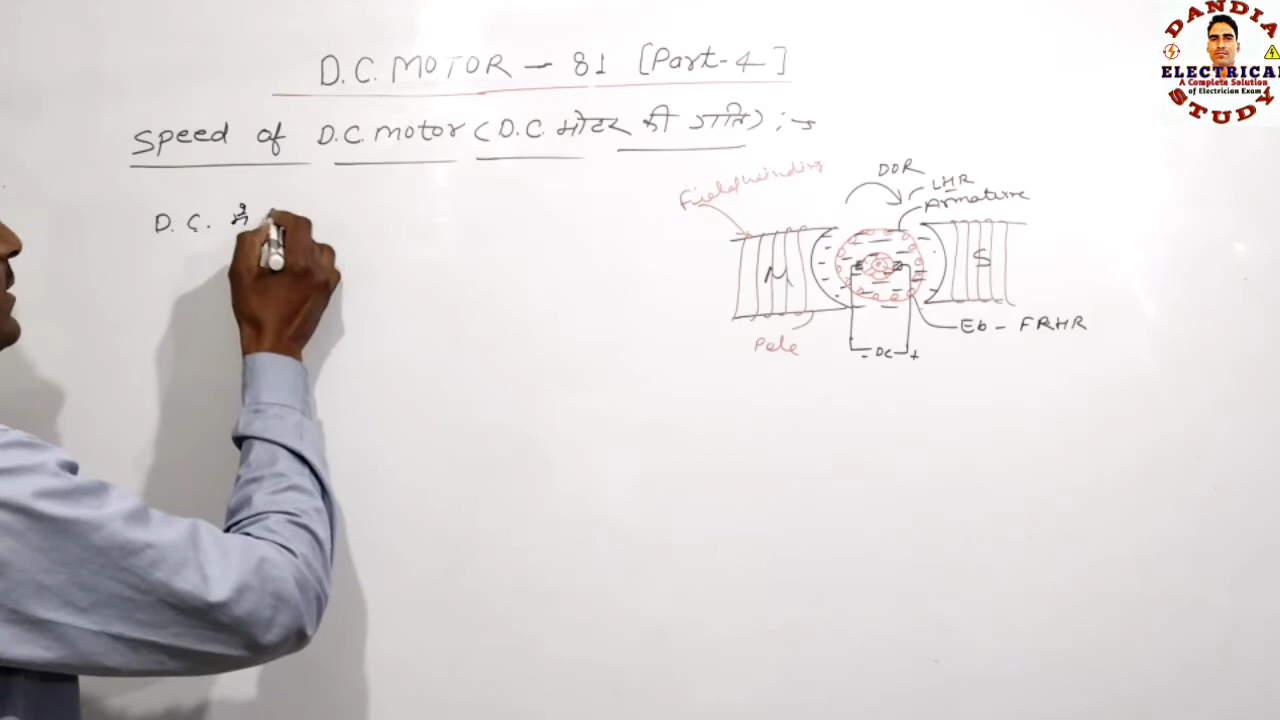 D.C. MOTOR - 81 [Part-4]
Speed of D.C. motor (D.C मोटर की गति) :→
D.C. मो
Field winding
DOR
LHR
Armature
N
S
Pole
Eb - FRHR
- DC +
DANDIA
ELECTRICAL
A Complete Solution
of Electrician Exam
STUDY